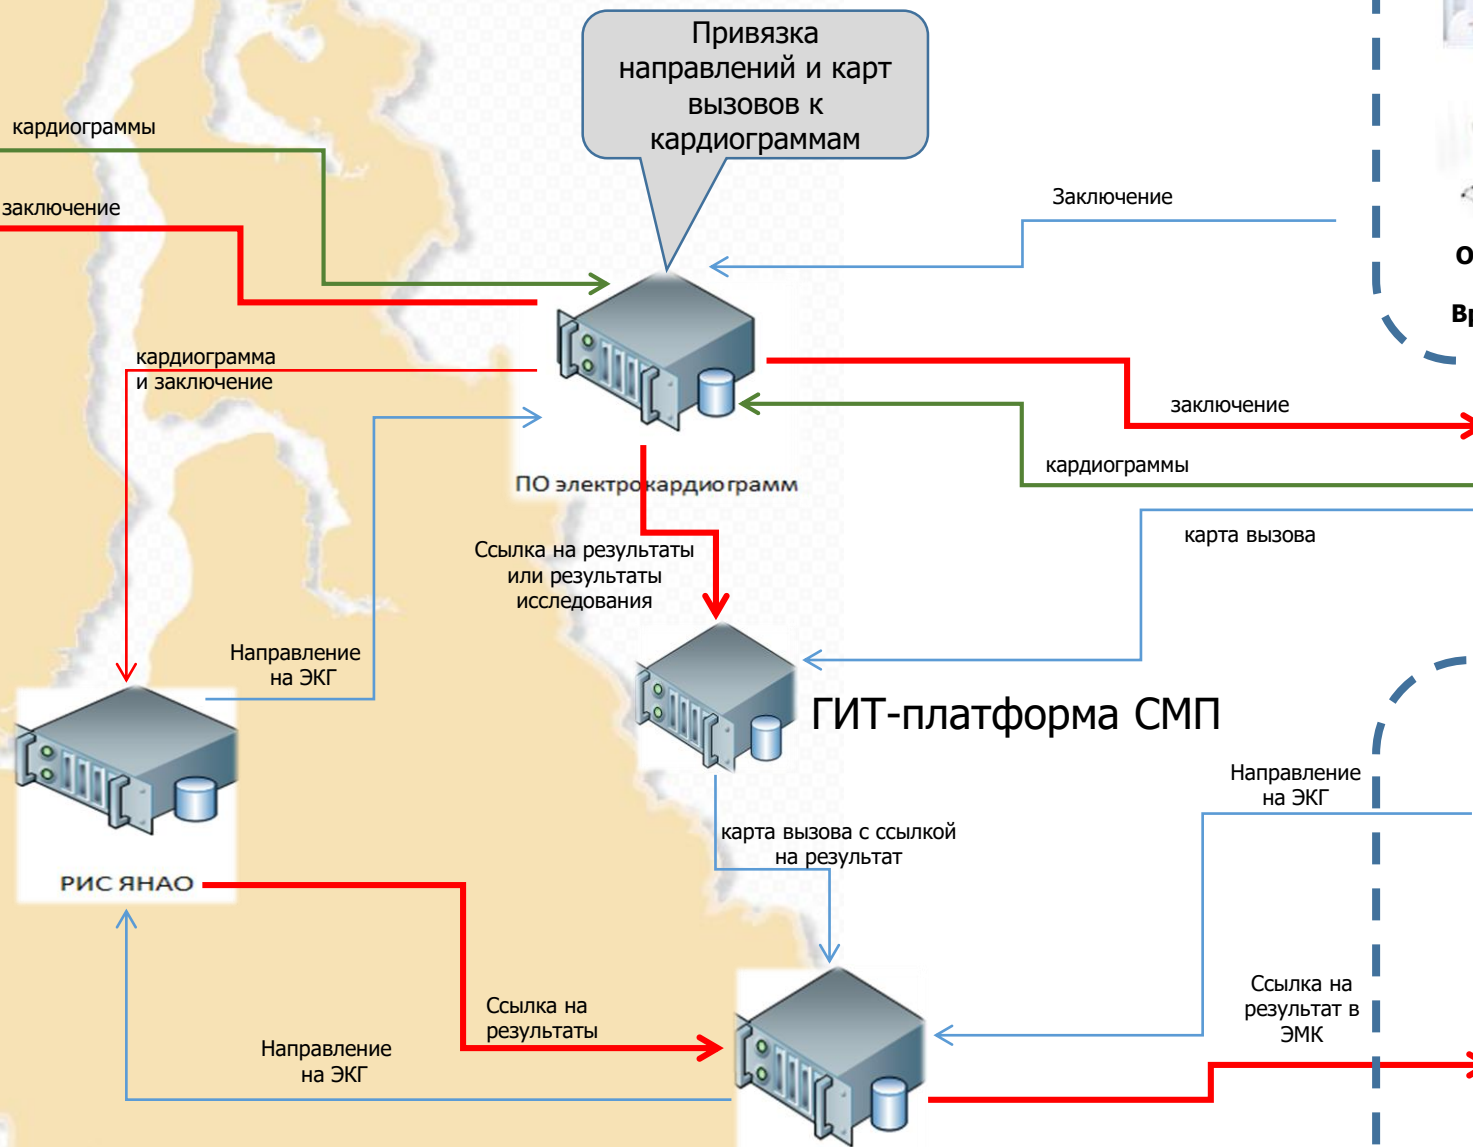 Привязка
направлений и карт
вызовов к
кардиограммам
кардиограммы
заключение
Заключение
кардиограмма
и заключение
заключение
кардиограммы
ПО электрокардиограмм
карта вызова
Ссылка на результаты
или результаты
исследования
Направление
на ЭКГ
ГИТ-платформа СМП
Направление
на ЭКГ
карта вызова с ссылкой
на результат
РИС ЯНАО
Ссылка на
результаты
Ссылка на
результат в
ЭМК
Направление
на ЭКГ